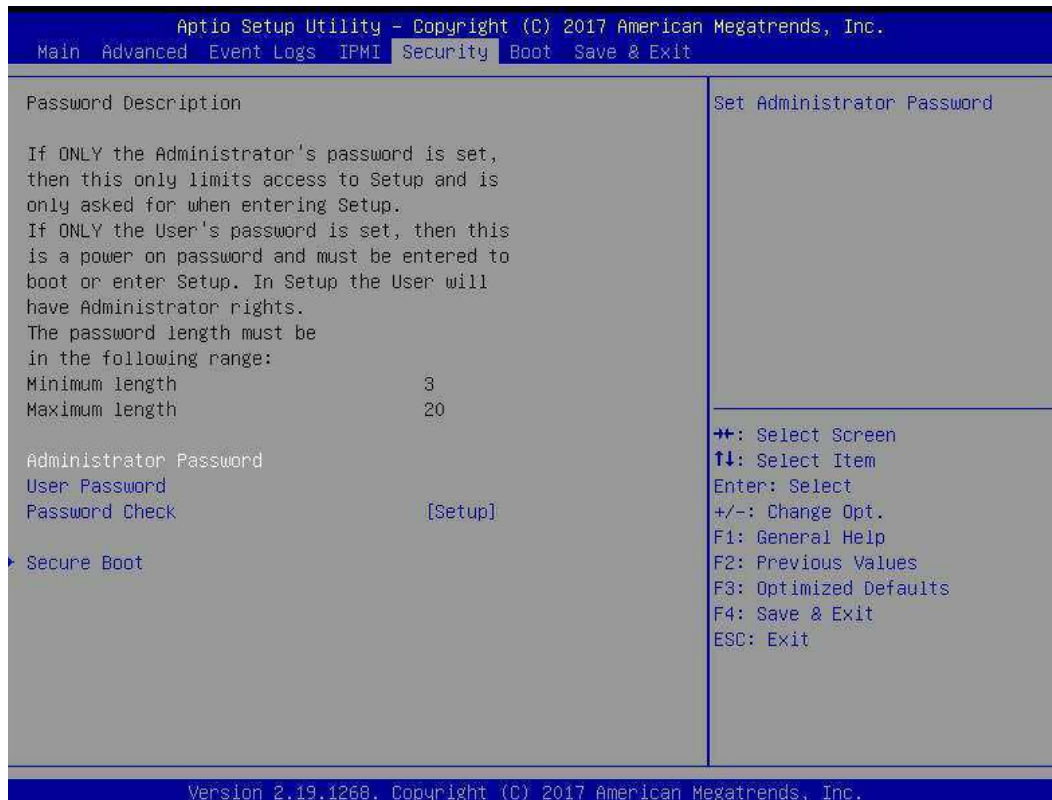 Aptio Setup Utility – Copyright (C) 2017 American Megatrends, Inc.
Main Advanced Event Logs IPMI Security Boot Save & Exit
Password Description
If ONLY the Administrator's password is set,
then this only limits access to Setup and is
only asked for when entering Setup.
If ONLY the User's password is set, then this
is a power on password and must be entered to
boot or enter Setup. In Setup the User will
have Administrator rights.
The password length must be
in the following range:
Minimum length 3
Maximum length 20
Administrator Password
User Password
Password Check [Setup]
Secure Boot
Set Administrator Password
→←: Select Screen
↑↓: Select Item
Enter: Select
+/-: Change Opt.
F1: General Help
F2: Previous Values
F3: Optimized Defaults
F4: Save & Exit
ESC: Exit
Version 2.19.1268. Copyright (C) 2017 American Megatrends, Inc.